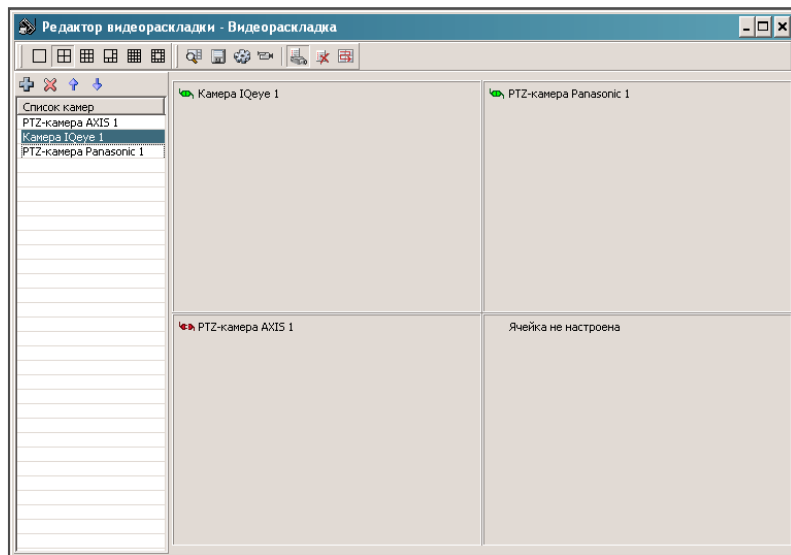 Редактор видеораскладки - Видеораскладка
Список камер
PTZ-камера AXIS 1
Камера IQeye 1
PTZ-камера Panasonic 1
Камера IQeye 1
PTZ-камера Panasonic 1
PTZ-камера AXIS 1
Ячейка не настроена